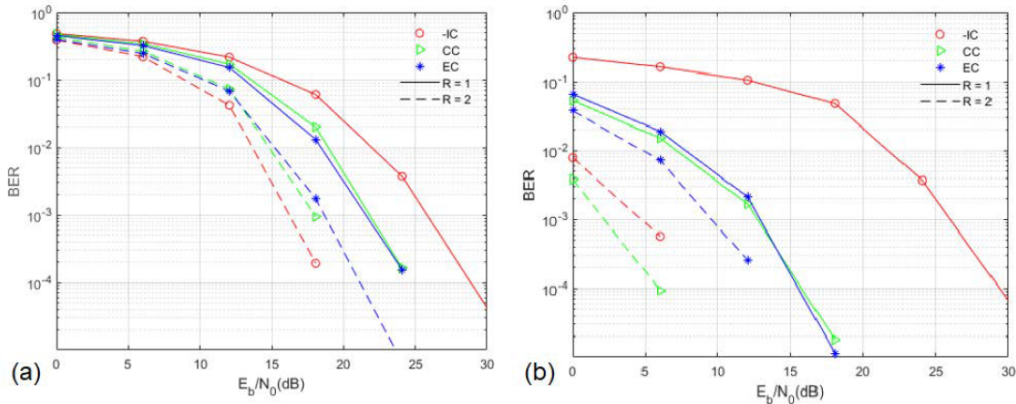 10^0
10^-1
10^-2
10^-3
10^-4
BER
0 5 10 15 20 25 30
E_b/N_0(dB)
-IC
CC
EC
R = 1
R = 2
(a)
10^0
10^-1
10^-2
10^-3
10^-4
BER
0 5 10 15 20 25 30
E_b/N_0(dB)
-IC
CC
EC
R = 1
R = 2
(b)